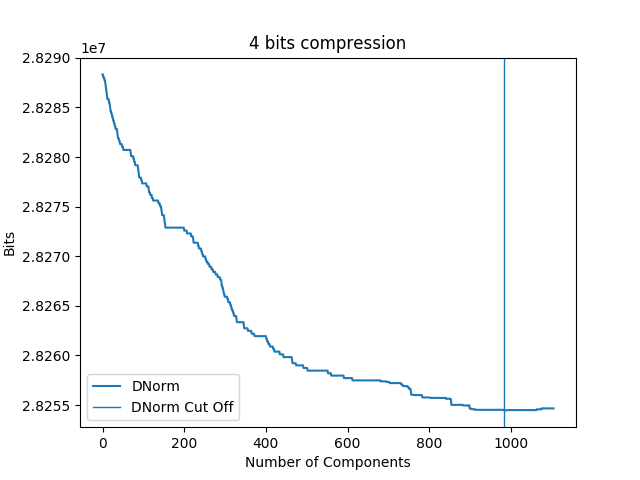 4 bits compression
1e7
2.8290
2.8285
2.8280
2.8275
2.8270
2.8265
2.8260
2.8255
Bits
DNorm
DNorm Cut Off
0 200 400 600 800 1000
Number of Components